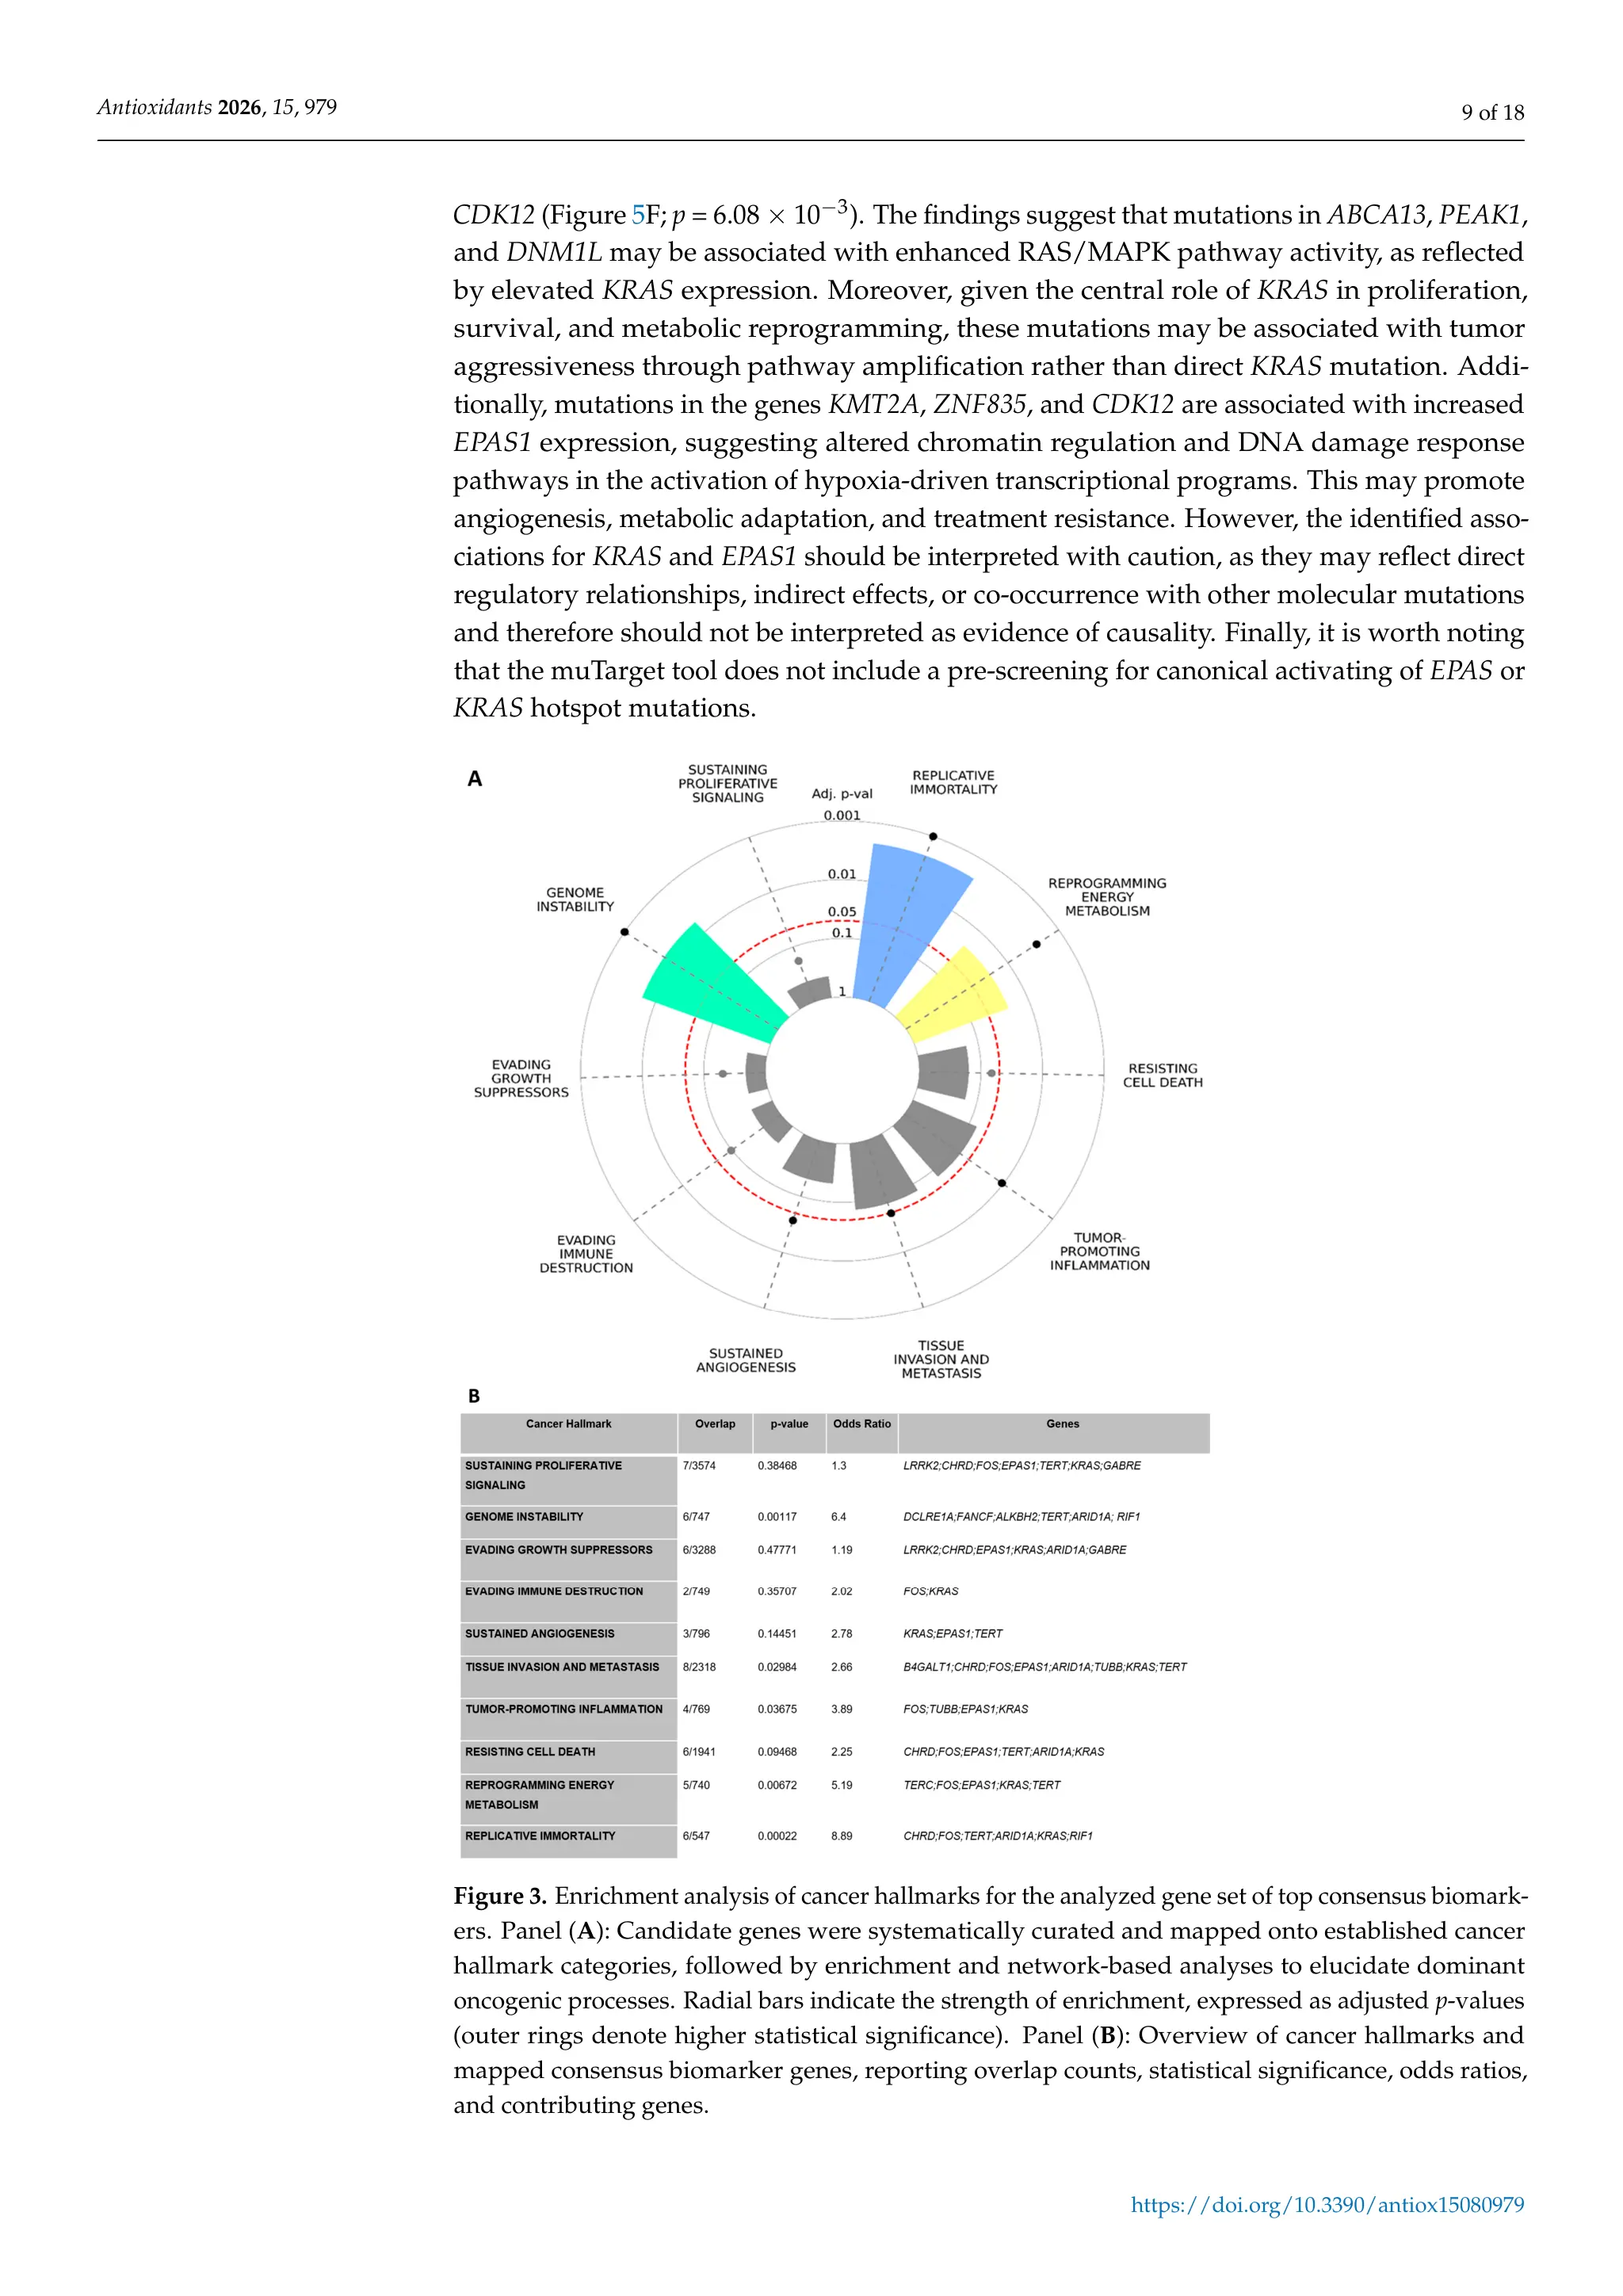 Antioxidants 2026, 15, 979
9 of 18
CDK12 (Figure 5F; p = 6.08 × 10−3). The findings suggest that mutations in ABCA13, PEAK1,
and DNM1L may be associated with enhanced RAS/MAPK pathway activity, as reflected
by elevated KRAS expression. Moreover, given the central role of KRAS in proliferation,
survival, and metabolic reprogramming, these mutations may be associated with tumor
aggressiveness through pathway amplification rather than direct KRAS mutation. Addi-
tionally, mutations in the genes KMT2A, ZNF835, and CDK12 are associated with increased
EPAS1 expression, suggesting altered chromatin regulation and DNA damage response
pathways in the activation of hypoxia-driven transcriptional programs. This may promote
angiogenesis, metabolic adaptation, and treatment resistance. However, the identified asso-
ciations for KRAS and EPAS1 should be interpreted with caution, as they may reflect direct
regulatory relationships, indirect effects, or co-occurrence with other molecular mutations
and therefore should not be interpreted as evidence of causality. Finally, it is worth noting
that the muTarget tool does not include a pre-screening for canonical activating of EPAS or
KRAS hotspot mutations.
A
SUSTAINING
PROLIFERATIVE
SIGNALING
Adj. p-val
REPLICATIVE
IMMORTALITY
0.001
0.01
0.05
0.1
1
GENOME
INSTABILITY
REPROGRAMMING
ENERGY
METABOLISM
EVADING
GROWTH
SUPPRESSORS
RESISTING
CELL DEATH
EVADING
IMMUNE
DESTRUCTION
TUMOR-
PROMOTING
INFLAMMATION
SUSTAINED
ANGIOGENESIS
TISSUE
INVASION AND
METASTASIS
B
Cancer Hallmark Overlap p-value Odds Ratio Genes
SUSTAINING PROLIFERATIVE 7/3574 0.38468 1.3 LRRK2;CHRD;FOS;EPAS1;TERT;KRAS;GABRE
SIGNALING
GENOME INSTABILITY 6/747 0.00117 6.4 DCLRE1A;FANCF;ALKBH2;TERT;ARID1A; RIF1
EVADING GROWTH SUPPRESSORS 6/3288 0.47771 1.19 LRRK2;CHRD;EPAS1;KRAS;ARID1A;GABRE
EVADING IMMUNE DESTRUCTION 2/749 0.35707 2.02 FOS;KRAS
SUSTAINED ANGIOGENESIS 3/796 0.14451 2.78 KRAS;EPAS1;TERT
TISSUE INVASION AND METASTASIS 8/2318 0.02984 2.66 B4GALT1;CHRD;FOS;EPAS1;ARID1A;TUBB;KRAS;TERT
TUMOR-PROMOTING INFLAMMATION 4/769 0.03675 3.89 FOS;TUBB;EPAS1;KRAS
RESISTING CELL DEATH 6/1941 0.09468 2.25 CHRD;FOS;EPAS1;TERT;ARID1A;KRAS
REPROGRAMMING ENERGY 5/740 0.00672 5.19 TERC;FOS;EPAS1;KRAS;TERT
METABOLISM
REPLICATIVE IMMORTALITY 6/547 0.00022 8.89 CHRD;FOS;TERT;ARID1A;KRAS;RIF1
Figure 3. Enrichment analysis of cancer hallmarks for the analyzed gene set of top consensus biomark-
ers. Panel (A): Candidate genes were systematically curated and mapped onto established cancer
hallmark categories, followed by enrichment and network-based analyses to elucidate dominant
oncogenic processes. Radial bars indicate the strength of enrichment, expressed as adjusted p-values
(outer rings denote higher statistical significance). Panel (B): Overview of cancer hallmarks and
mapped consensus biomarker genes, reporting overlap counts, statistical significance, odds ratios,
and contributing genes.
https://doi.org/10.3390/antiox15080979